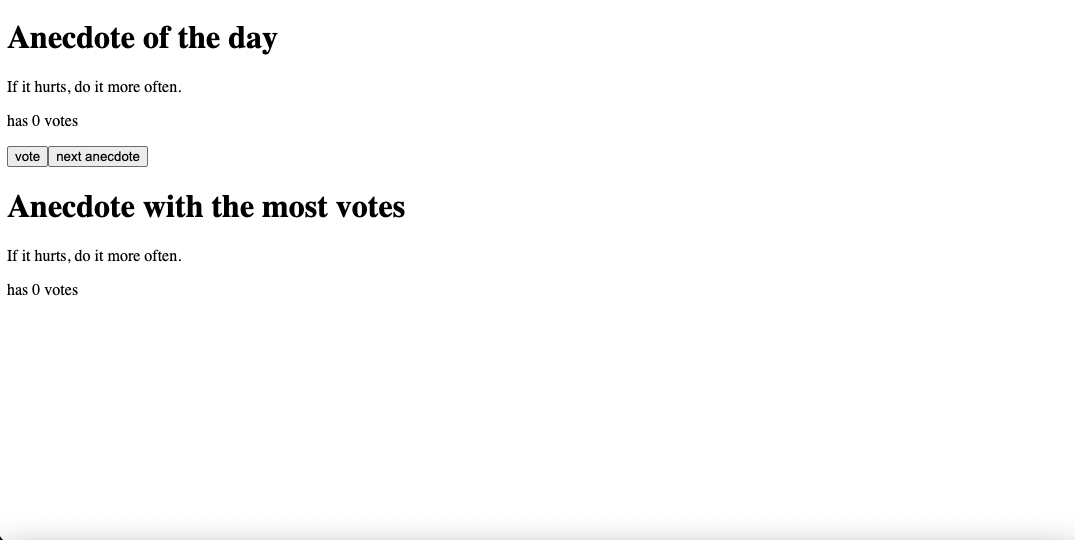 Anecdote of the day
If it hurts, do it more often.
has 0 votes
vote next anecdote
Anecdote with the most votes
If it hurts, do it more often.
has 0 votes